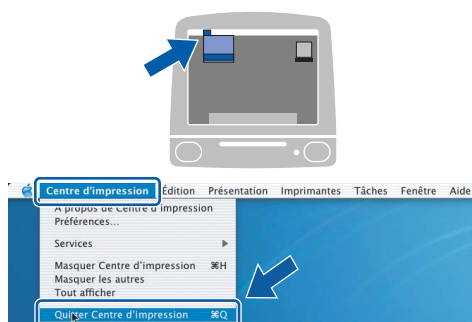 Centre d'impression Édition Présentation Imprimantes Tâches Fenêtre Aide
À propos de Centre d'impression
Préférences...
Services
Masquer Centre d'impression ⌘H
Masquer les autres
Tout afficher
Quitter Centre d'impression ⌘Q